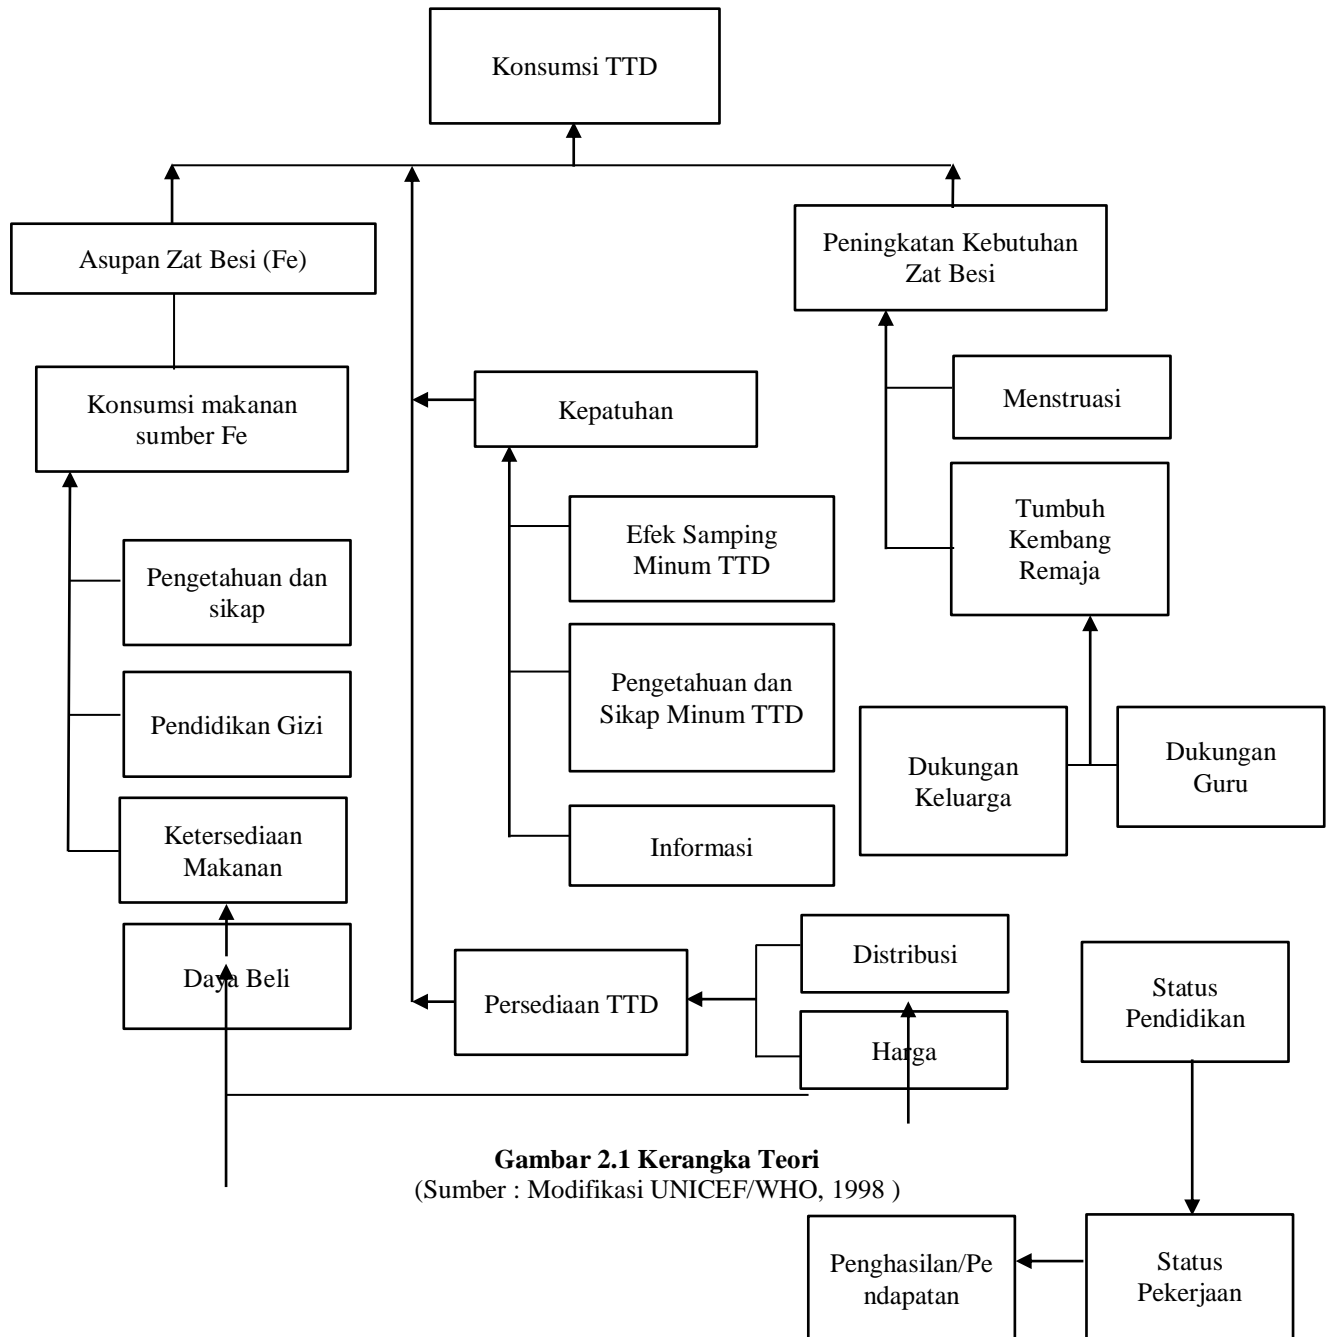 Konsumsi TTD
Asupan Zat Besi (Fe)
Peningkatan Kebutuhan
Zat Besi
Konsumsi makanan
sumber Fe
Kepatuhan
Menstruasi
Efek Samping
Minum TTD
Tumbuh
Kembang
Remaja
Pengetahuan dan
sikap
Pengetahuan dan
Sikap Minum TTD
Pendidikan Gizi
Dukungan
Keluarga
Dukungan
Guru
Ketersediaan
Makanan
Informasi
Daya Beli
Persediaan TTD
Distribusi
Harga
Status
Pendidikan
Gambar 2.1 Kerangka Teori
(Sumber : Modifikasi UNICEF/WHO, 1998 )
Penghasilan/Pe
ndapatan
Status
Pekerjaan